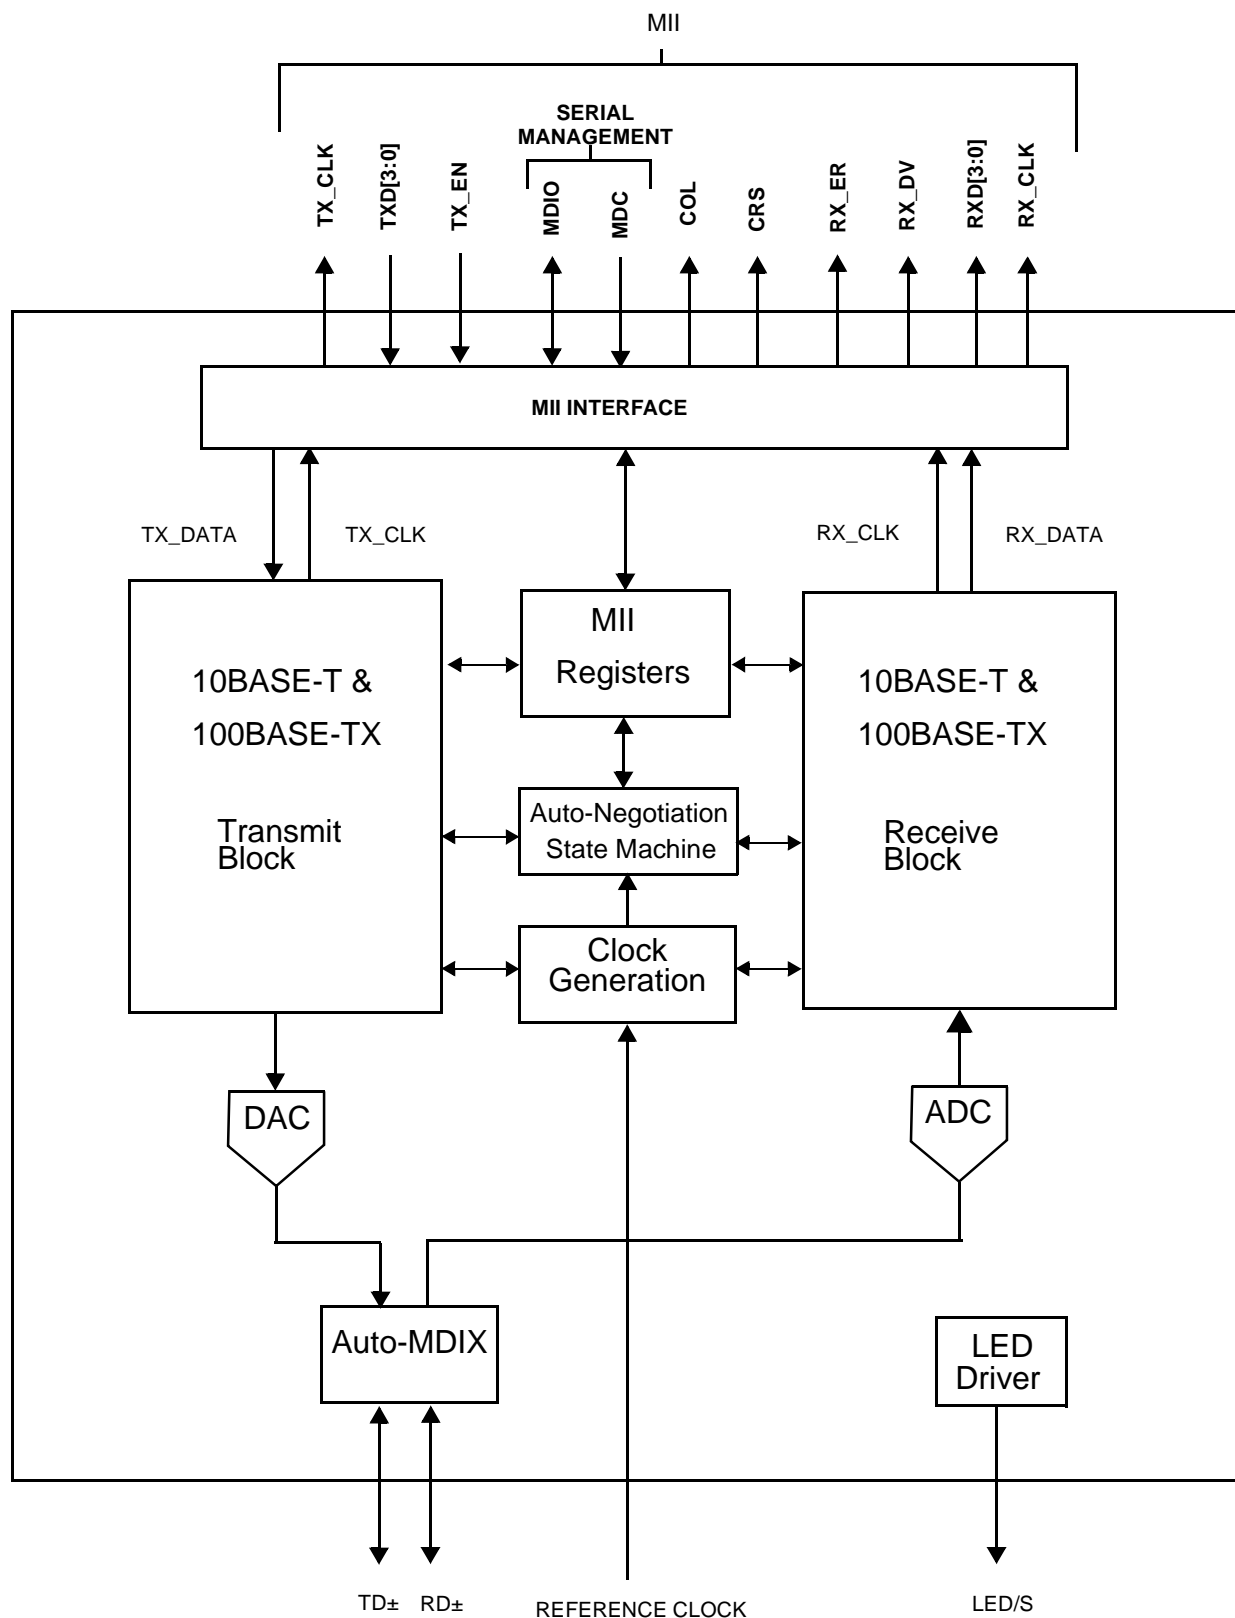 MII
SERIAL
MANAGEMENT
TX_CLK
TXD[3:0]
TX_EN
MDIO
MDC
COL
CRS
RX_ER
RX_DV
RXD[3:0]
RX_CLK
MII INTERFACE
TX_DATA
TX_CLK
RX_CLK
RX_DATA
10BASE-T &
100BASE-TX
Transmit
Block
MII
Registers
Auto-Negotiation
State Machine
Clock
Generation
10BASE-T &
100BASE-TX
Receive
Block
DAC
ADC
Auto-MDIX
LED
Driver
TD±
RD±
REFERENCE CLOCK
LED/S